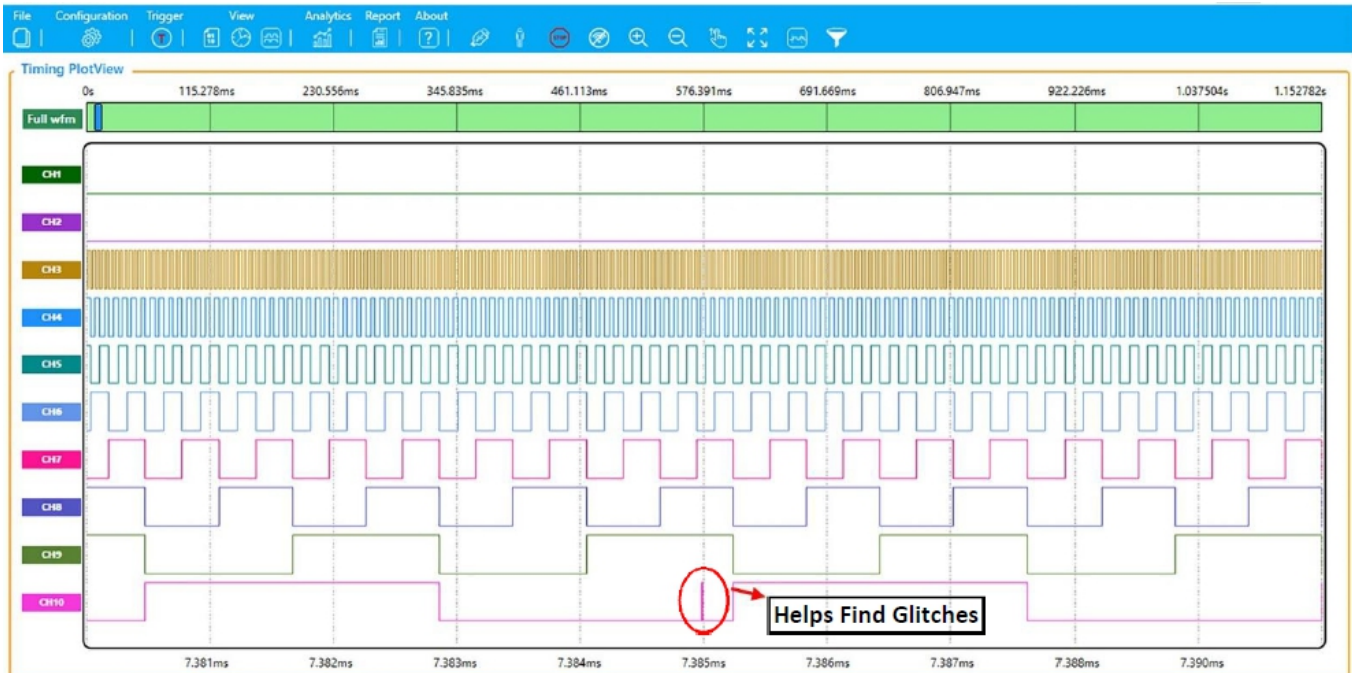 File Configuration Trigger View Analytics Report About
T ? STOP
Timing PlotView
0s 115.278ms 230.556ms 345.835ms 461.113ms 576.391ms 691.669ms 806.947ms 922.226ms 1.037504s 1.152782s
Full wfm
CH1
CH2
CH3
CH4
CH5
CH6
CH7
CH8
CH9
CH10
Helps Find Glitches
7.381ms 7.382ms 7.383ms 7.384ms 7.385ms 7.386ms 7.387ms 7.388ms 7.390ms